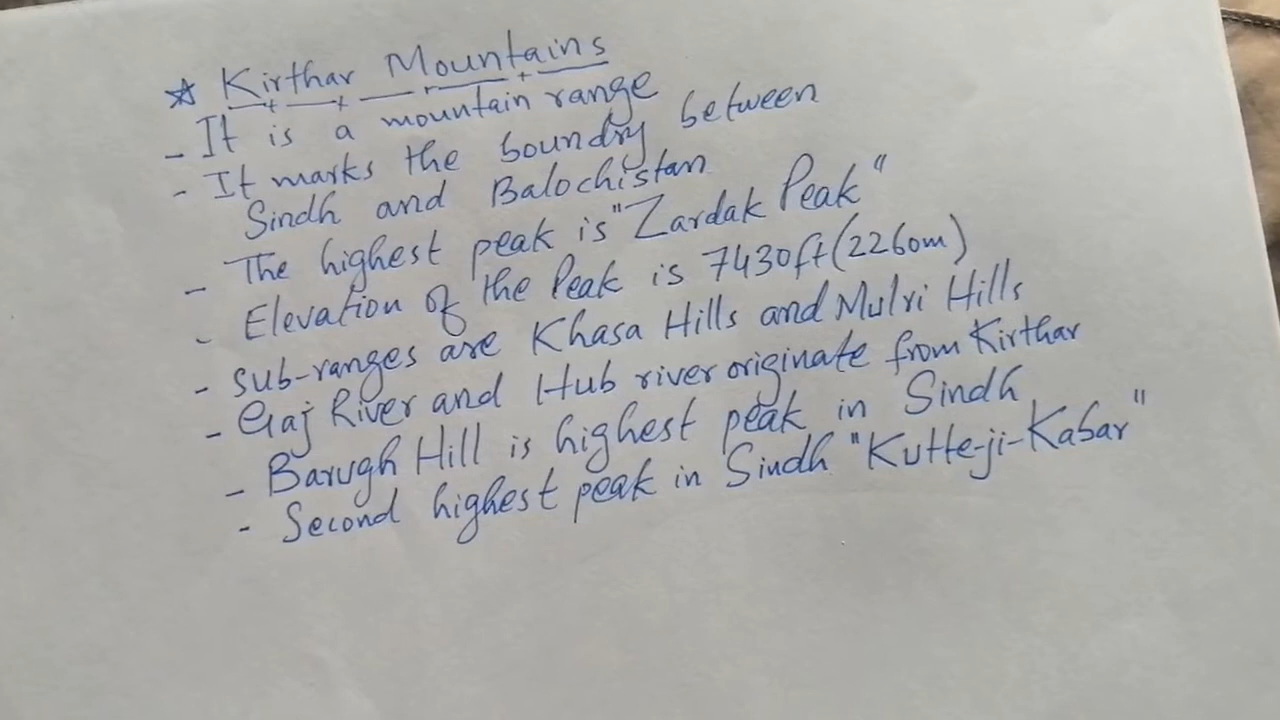 ☆ Kirthar Mountains
- It is a mountain range
- It marks the boundry between
Sindh and Balochistan
- The highest peak is "Zardak Peak"
- Elevation of the Peak is 7430ft (2260m)
- Sub-ranges are Khasa Hills and Mulri Hills
- Gaj River and Hub river originate from Kirthar
- Barugh Hill is highest peak in Sindh
- Second highest peak in Sindh "Kutte-ji-Kabar"